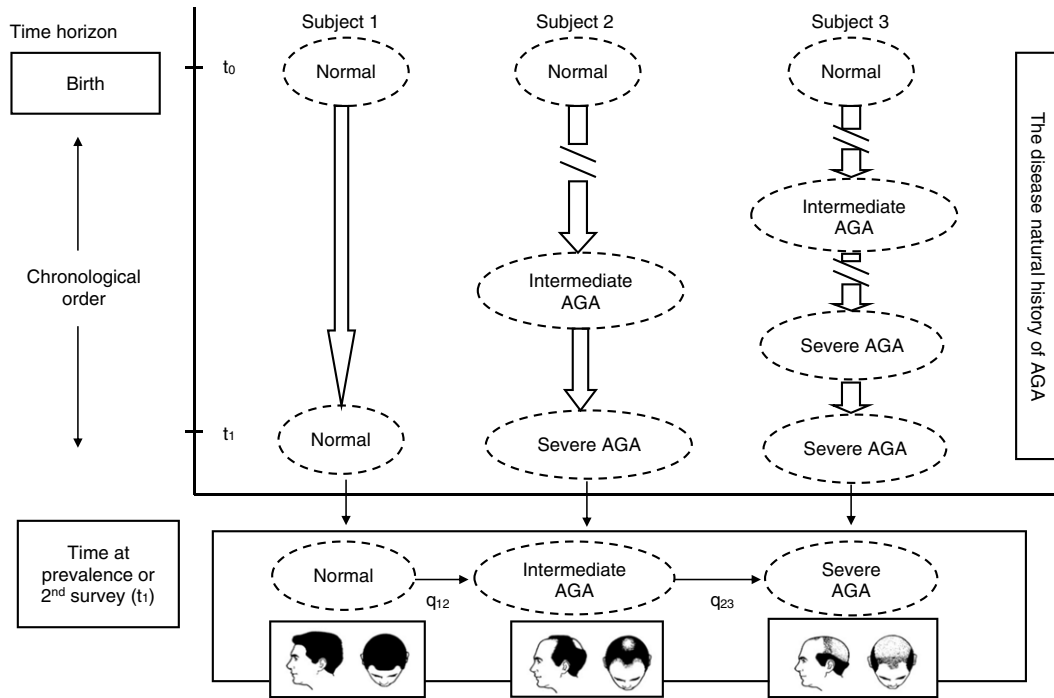 Time horizon
Birth
Chronological
order
t0
t1
Subject 1
Normal
Normal
Subject 2
Normal
Intermediate
AGA
Severe AGA
Subject 3
Normal
Intermediate
AGA
Severe AGA
Severe AGA
The disease natural history of AGA
Time at
prevalence or
2nd survey (t1)
Normal
q12
Intermediate
AGA
q23
Severe
AGA